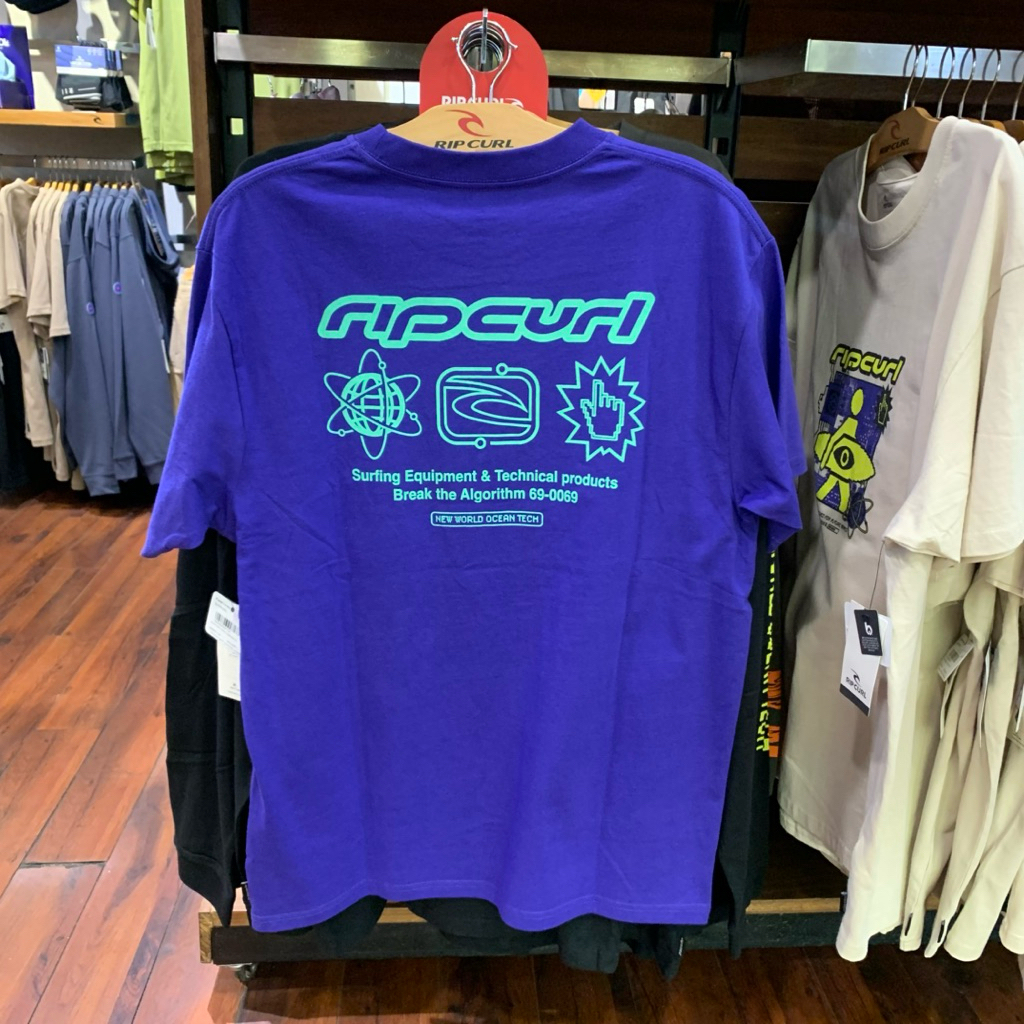 RIPCURL
RIP CURL
ripcurl
Surfing Equipment & Technical products
Break the Algorithm 69-0069
NEW WORLD OCEAN TECH
RIP CURL
ripcurl
b
RIP CURL